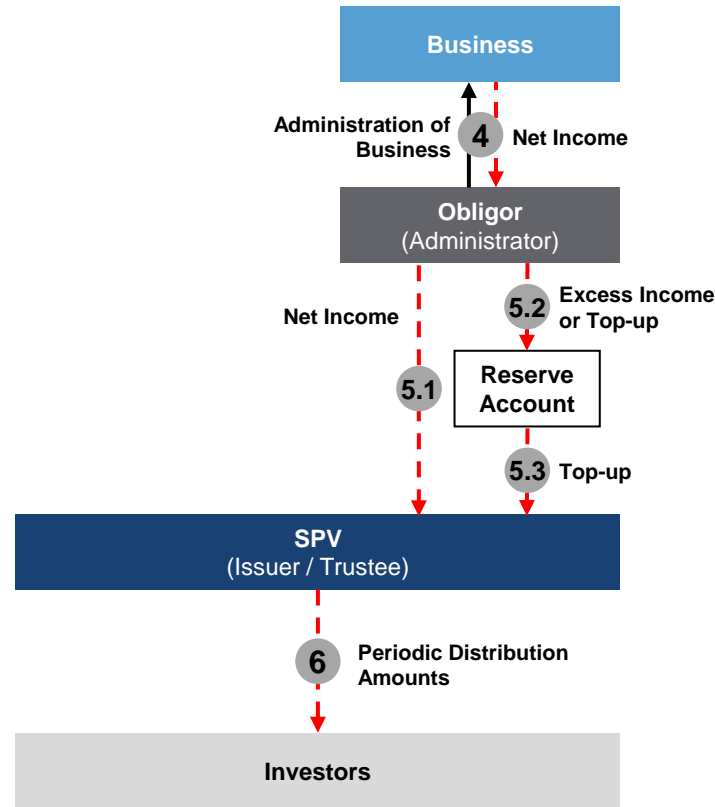 Business
Administration of
Business
4
Net Income
Obligor
(Administrator)
Net Income
5.2
Excess Income
or Top-up
5.1
Reserve
Account
5.3
Top-up
SPV
(Issuer / Trustee)
6
Periodic Distribution
Amounts
Investors